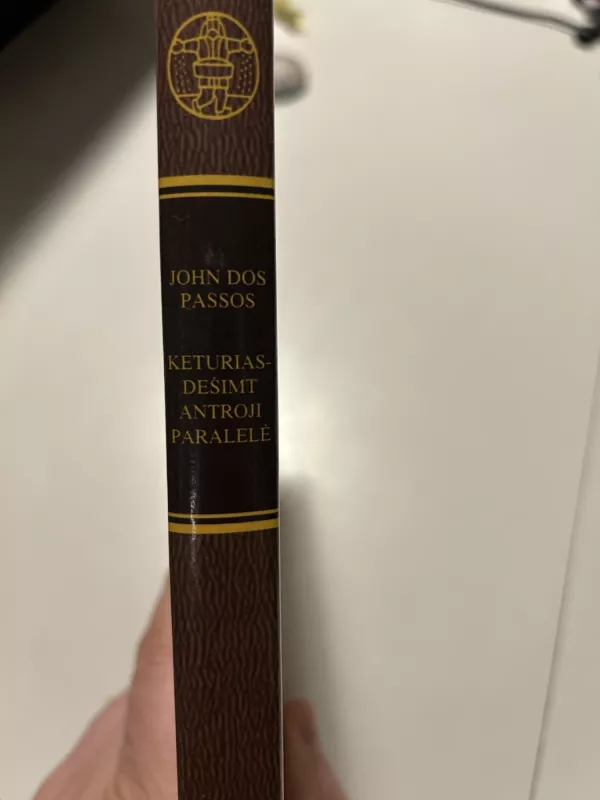 JOHN DOS
PASSOS
KETURIAS-
DEŠIMT
ANTROJI
PARALELĖ